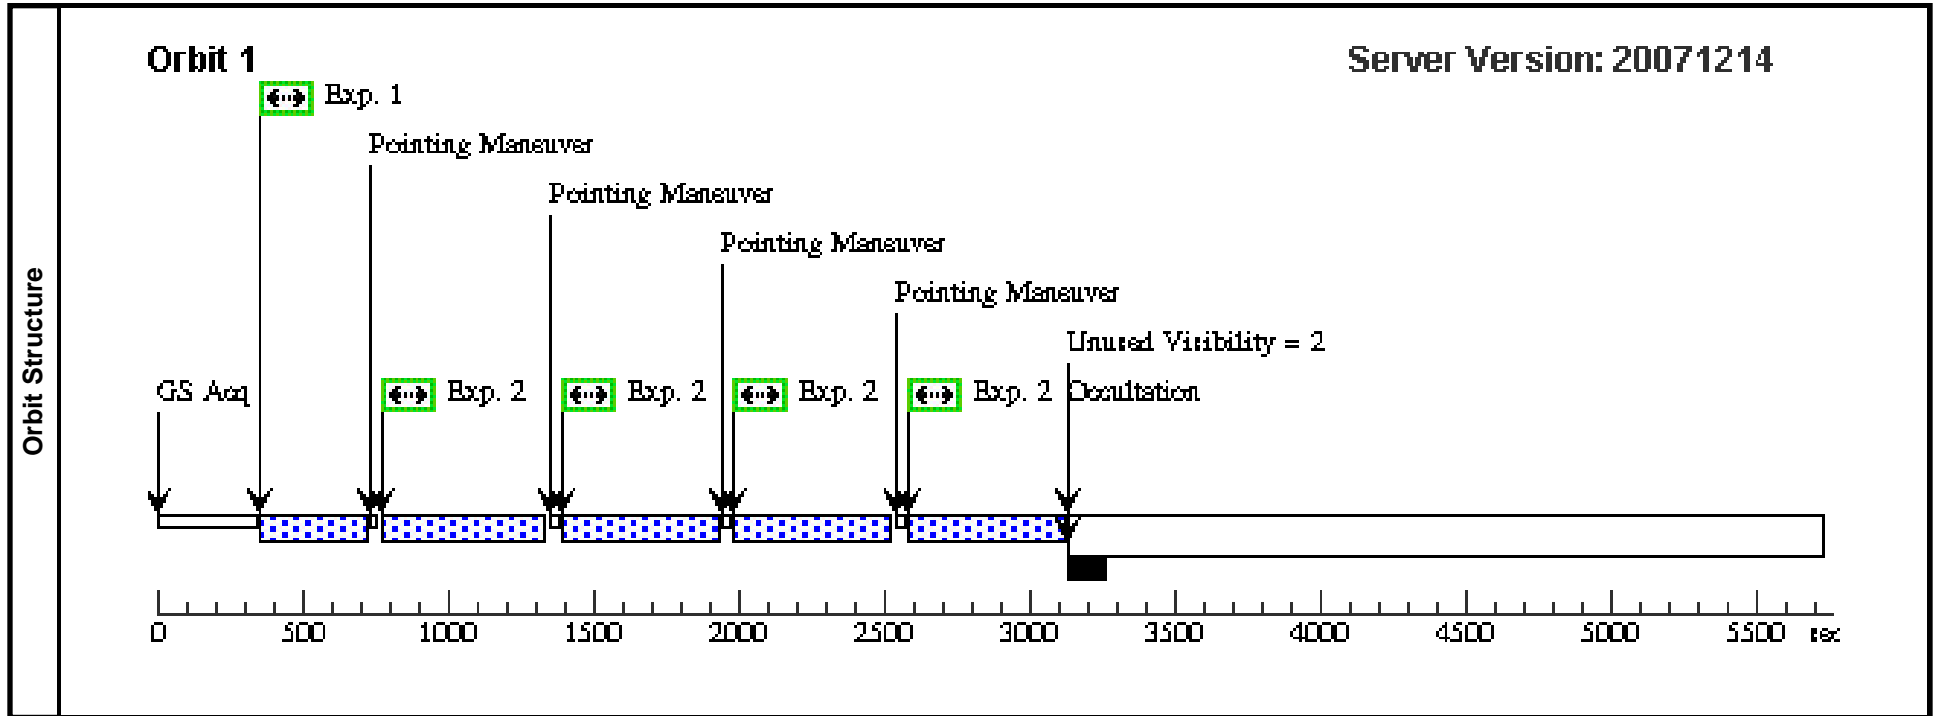 Orbit Structure
Orbit 1
Server Version: 20071214
Exp. 1
Pointing Maneuver
Pointing Maneuver
Pointing Maneuver
Pointing Maneuver
Unused Visibility = 2
GS Acq
Exp. 2
Exp. 2
Exp. 2
Exp. 2
Occultation
0 500 1000 1500 2000 2500 3000 3500 4000 4500 5000 5500 sec